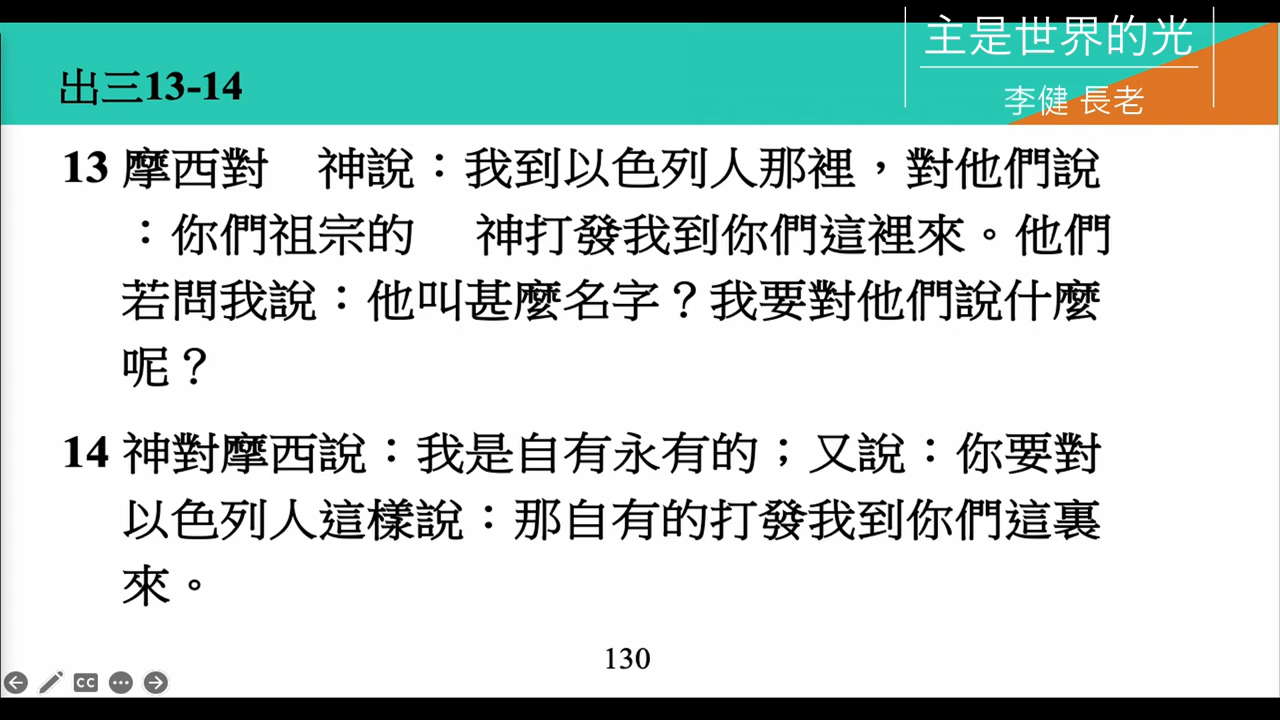 主是世界的光
李健 長老
出三13-14
13 摩西對　神說：我到以色列人那裡，對他們說
：你們祖宗的　神打發我到你們這裡來。他們
若問我說：他叫甚麼名字？我要對他們說什麼
呢？
14 神對摩西說：我是自有永有的；又說：你要對
以色列人這樣說：那自有的打發我到你們這裏
來。
130
CC